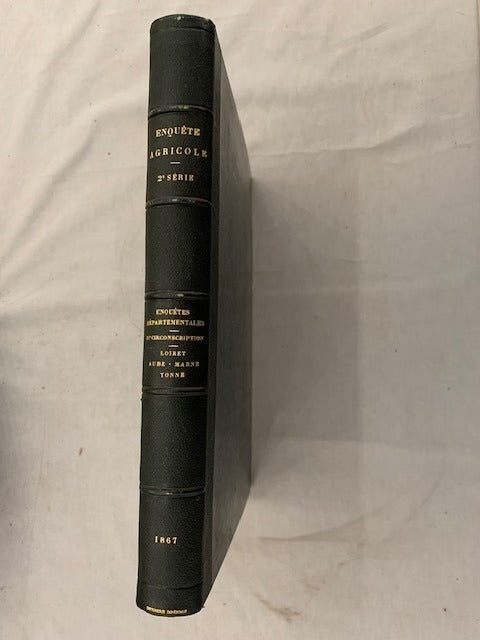 ENQUÊTE
AGRICOLE
2e SÉRIE
ENQUÊTES
DÉPARTEMENTALES
CIRCONSCRIPTION
LOIRET
AUBE - MARNE
YONNE
1867